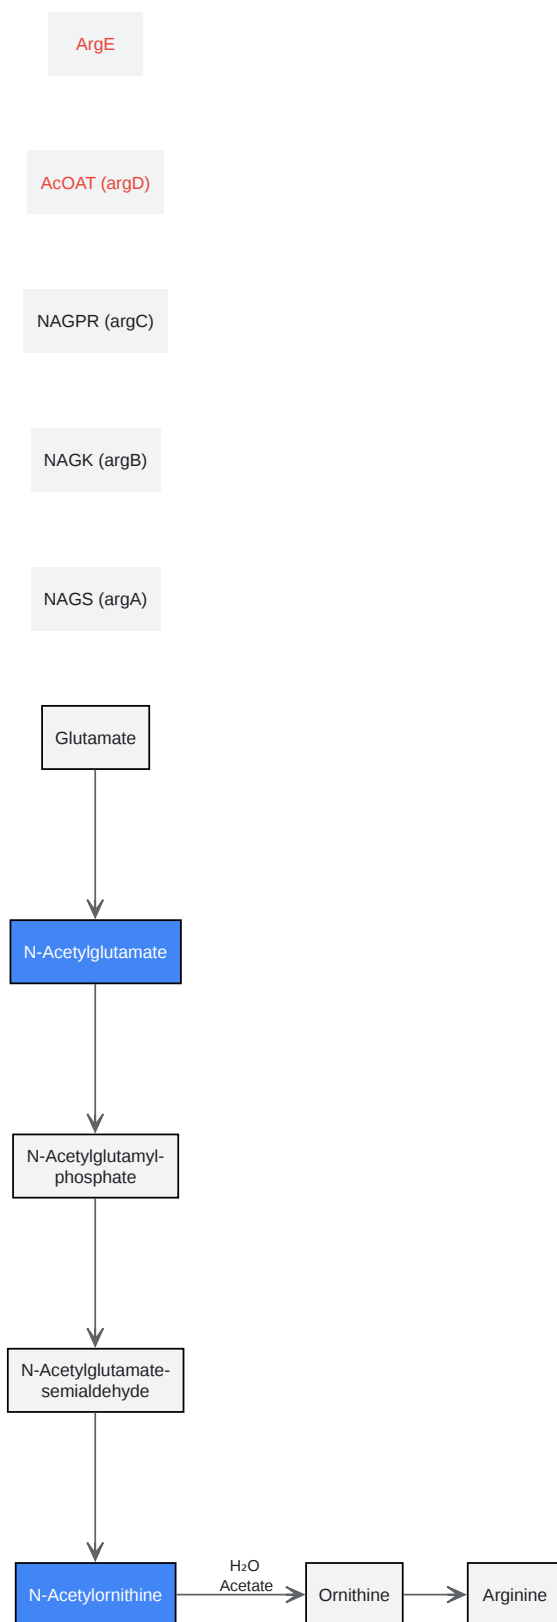 ArgE
AcOAT (argD)
NAGPR (argC)
NAGK (argB)
NAGS (argA)
Glutamate
N-Acetylglutamate
N-Acetylglutamyl-
phosphate
N-Acetylglutamate-
semialdehyde
H₂O
Acetate
N-Acetylornithine
Ornithine
Arginine